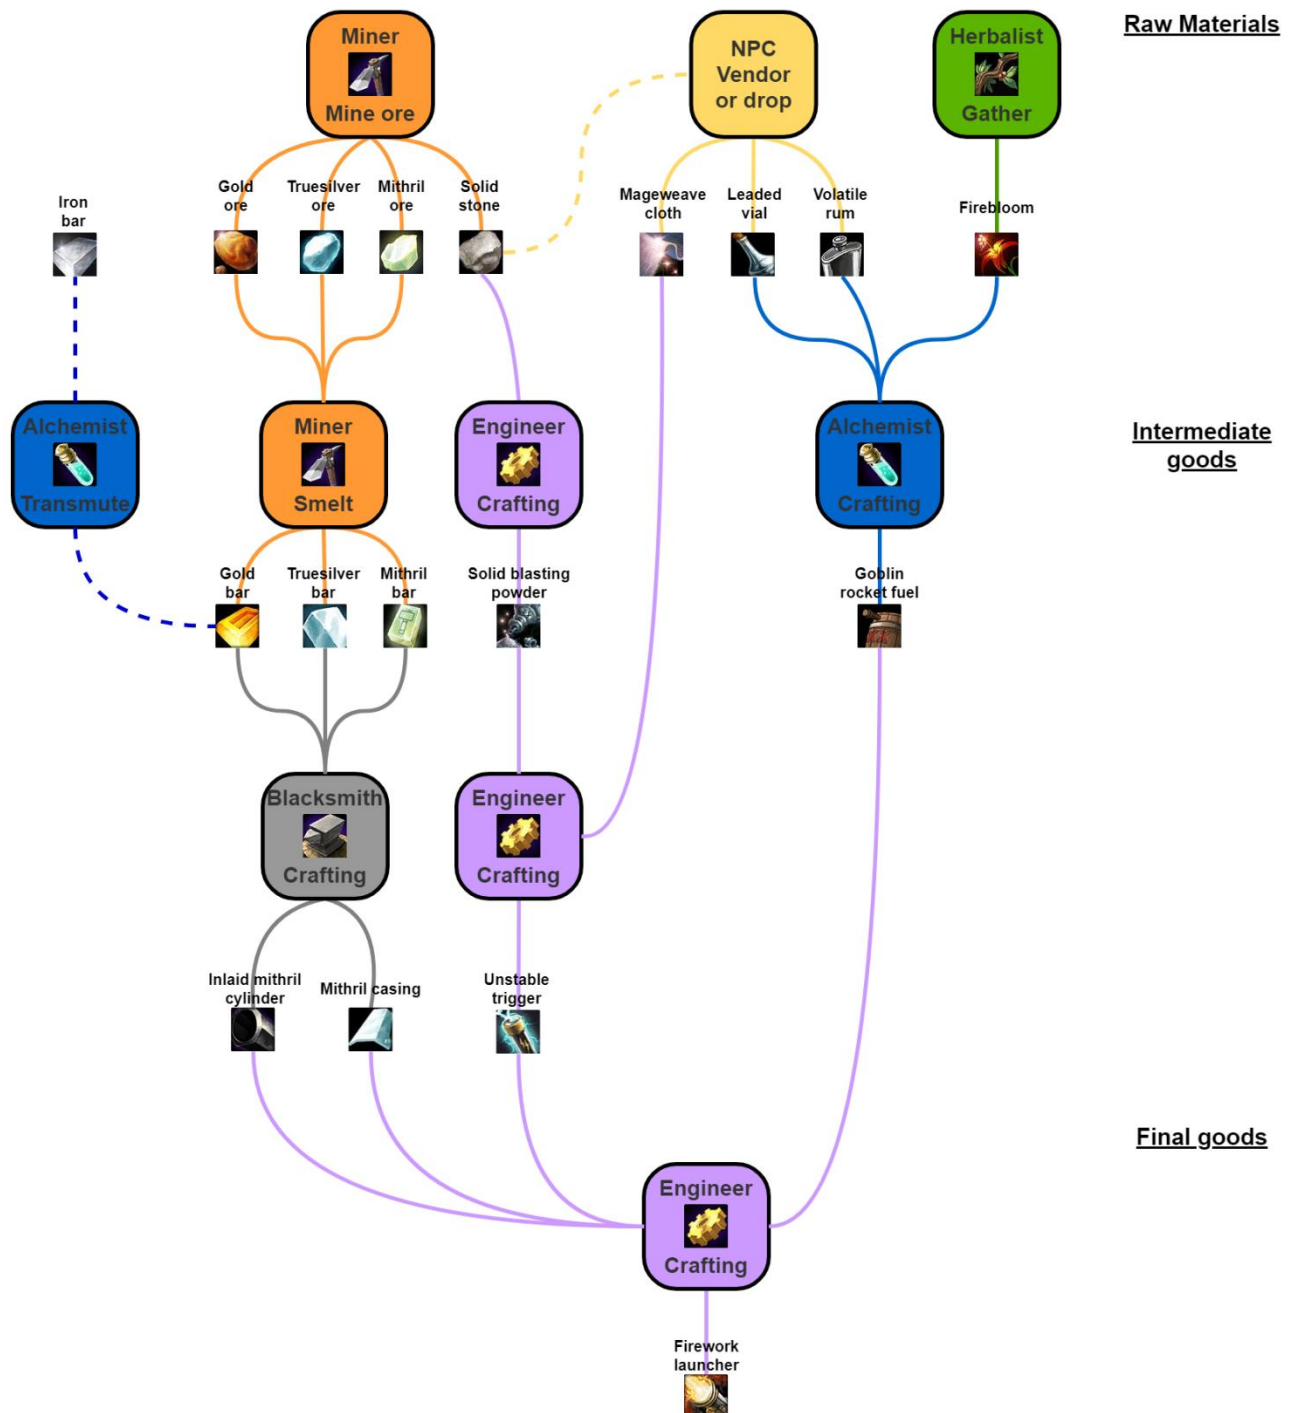 Raw Materials
Miner
Mine ore
NPC
Vendor
or drop
Herbalist
Gather
Iron
bar
Gold
ore
Truesilver
ore
Mithril
ore
Solid
stone
Mageweave
cloth
Leaded
vial
Volatile
rum
Firebloom
Intermediate
goods
Alchemist
Transmute
Miner
Smelt
Engineer
Crafting
Alchemist
Crafting
Gold
bar
Truesilver
bar
Mithril
bar
Solid blasting
powder
Goblin
rocket fuel
Blacksmith
Crafting
Engineer
Crafting
Inlaid mithril
cylinder
Mithril casing
Unstable
trigger
Final goods
Engineer
Crafting
Firework
launcher